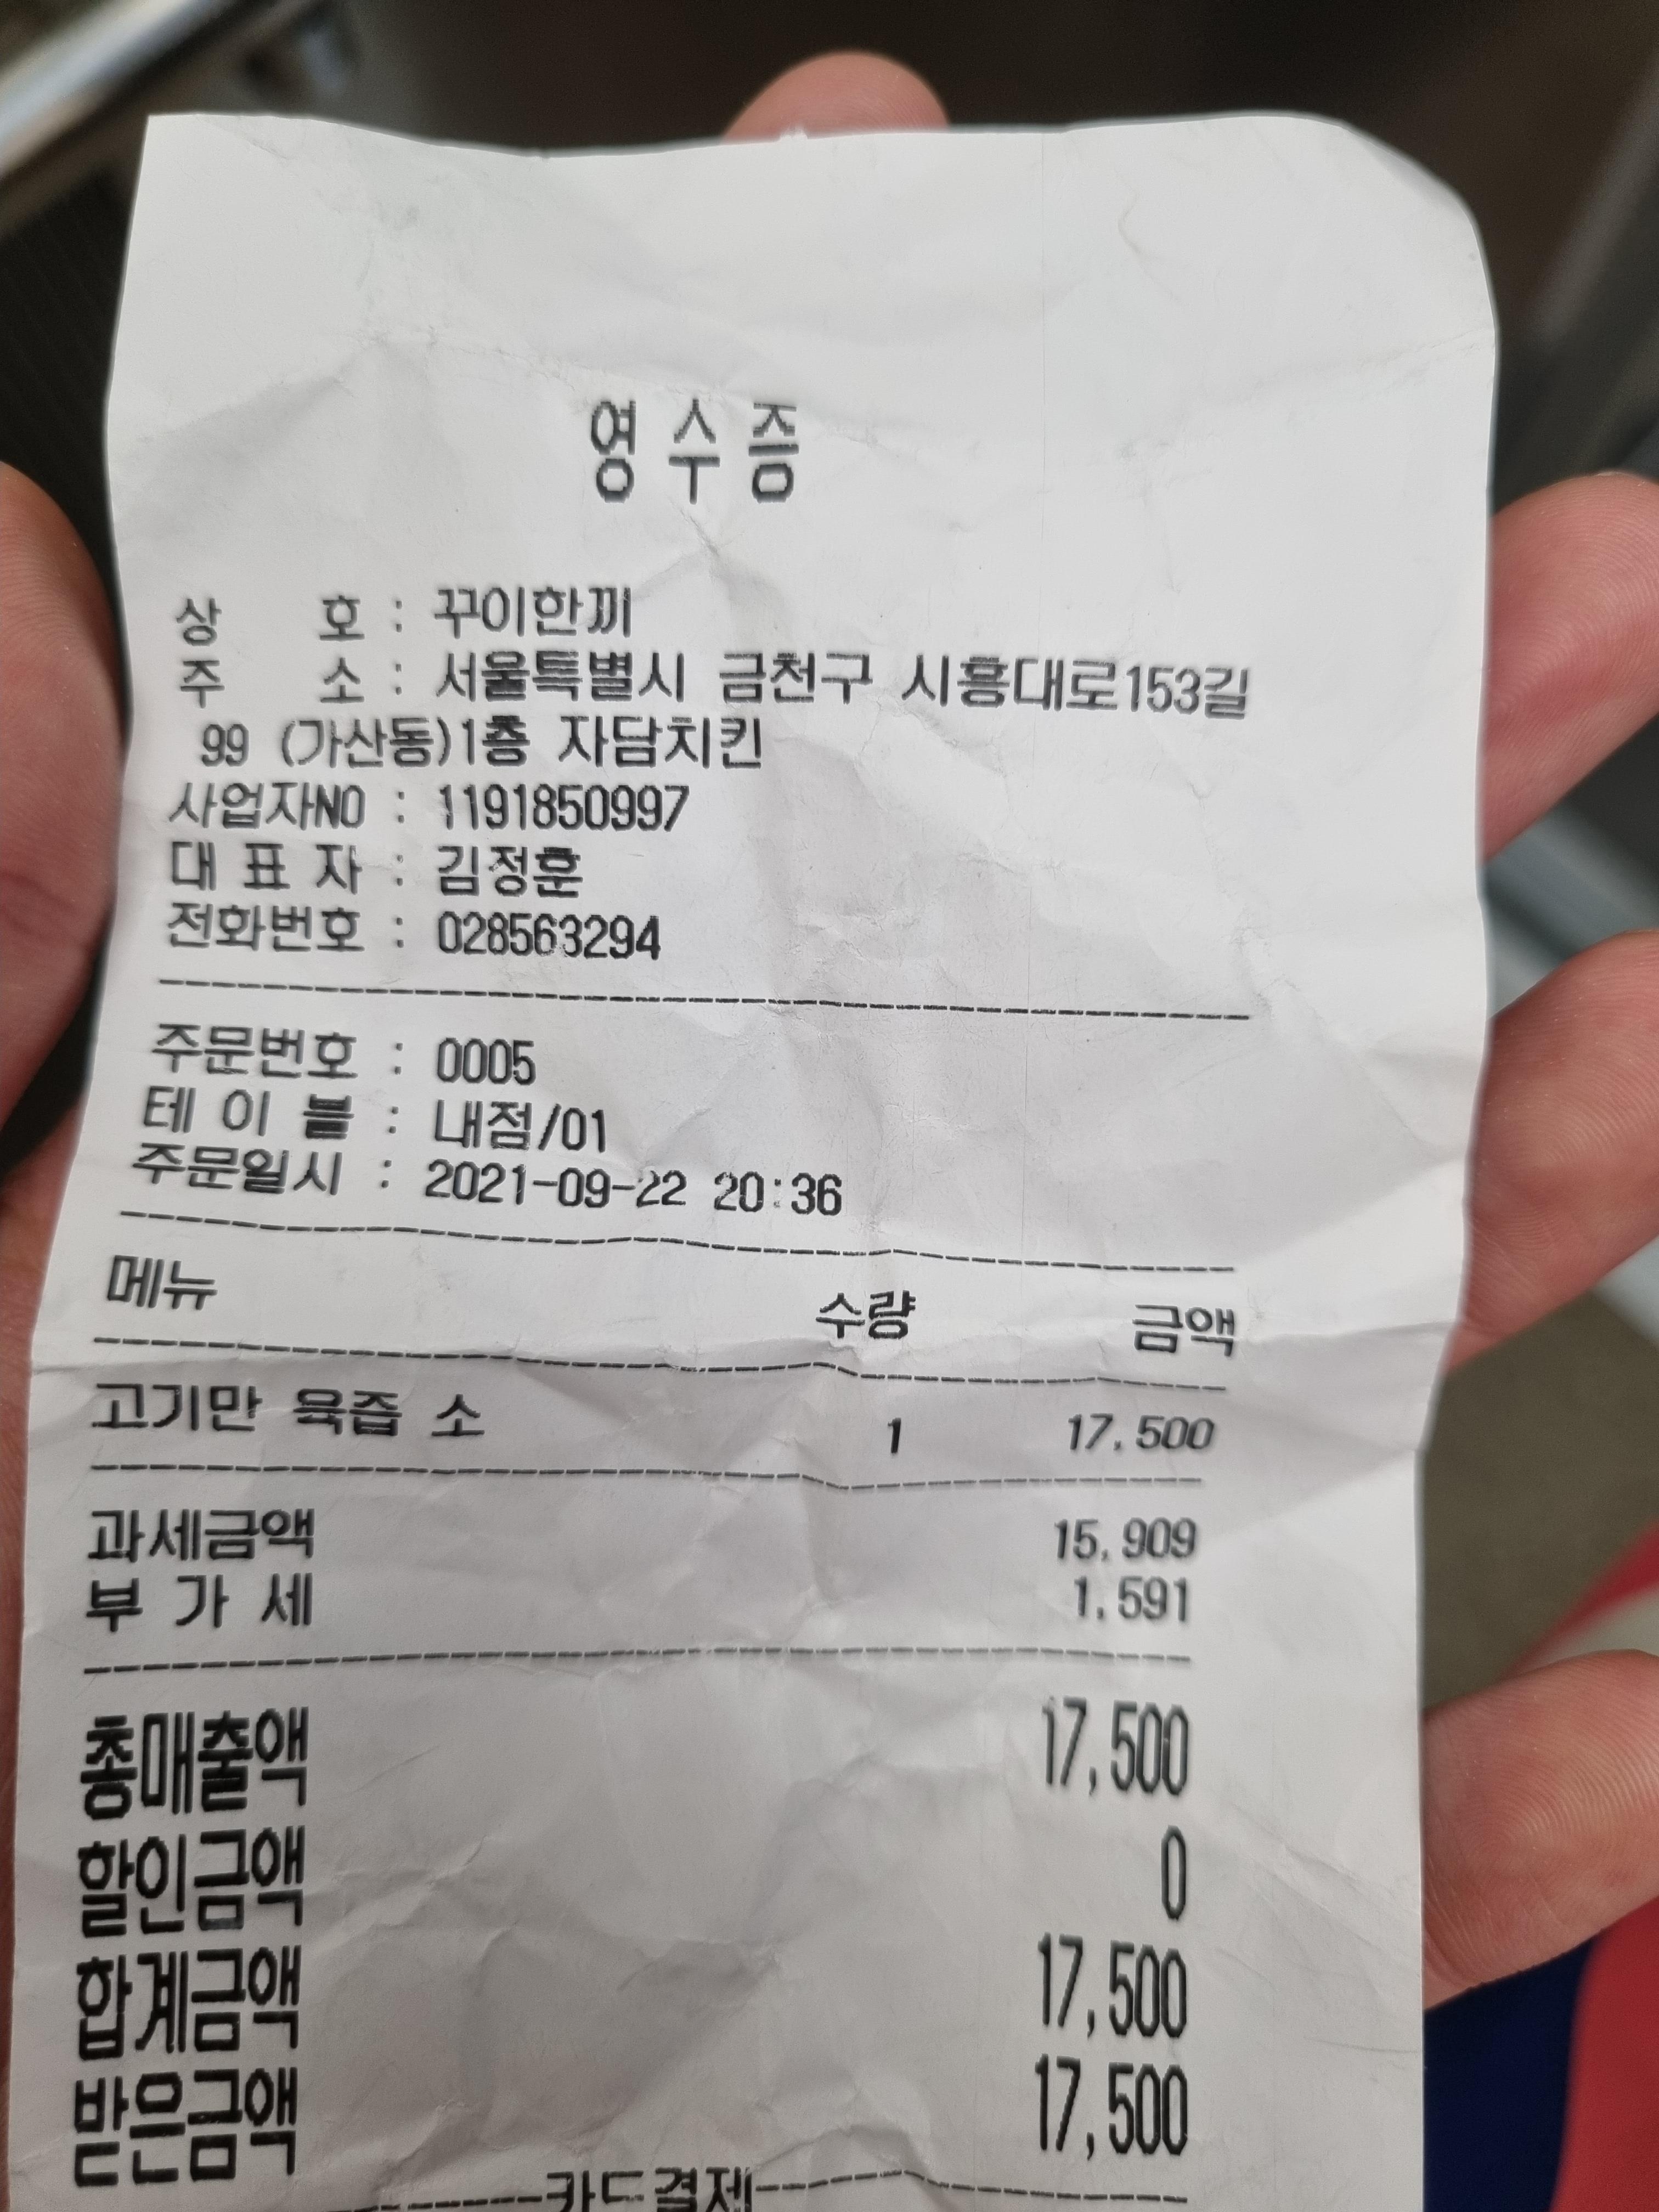 영 수 증
상 호 : 꾸이한끼
주 소 : 서울특별시 금천구 시흥대로153길
99 (가산동)1층 자담치킨
사업자NO : 1191850997
대 표 자 : 김정훈
전화번호 : 028563294
주문번호 : 0005
테 이 블 : 내점/01
주문일시 : 2021-09-22 20:36
메뉴 수량 금액
고기만 육즙 소 1 17,500
과세금액 15,909
부 가 세 1,591
총매출액 17,500
할인금액 0
합계금액 17,500
받은금액 17,500
카드결제